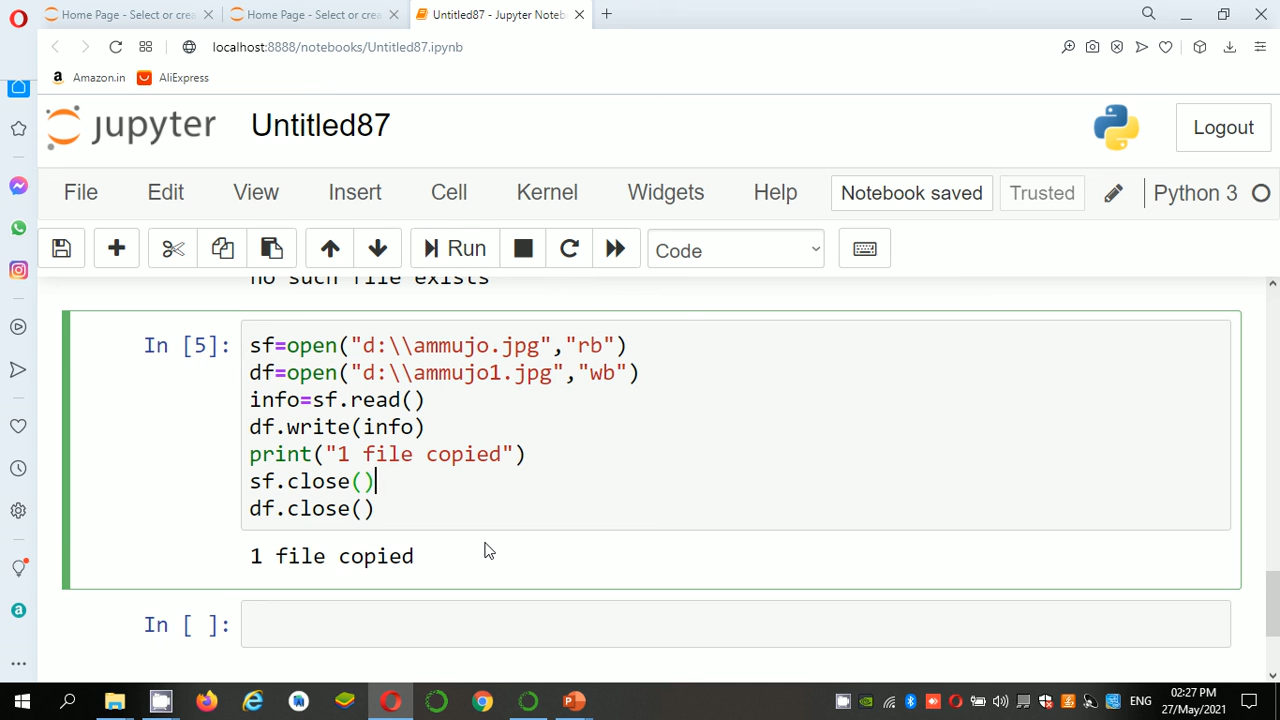 Home Page - Select or crea
Home Page - Select or crea
Untitled87 - Jupyter Noteb
localhost:8888/notebooks/Untitled87.ipynb
Amazon.in
AliExpress
jupyter
Untitled87
Logout
File
Edit
View
Insert
Cell
Kernel
Widgets
Help
Notebook saved
Trusted
Python 3
Run
Code
no such file exists
In [5]:
sf=open("d:\\ammujo.jpg","rb")
df=open("d:\\ammujo1.jpg","wb")
info=sf.read()
df.write(info)
print("1 file copied")
sf.close()
df.close()
1 file copied
In [ ]:
ENG
02:27 PM
27/May/2021